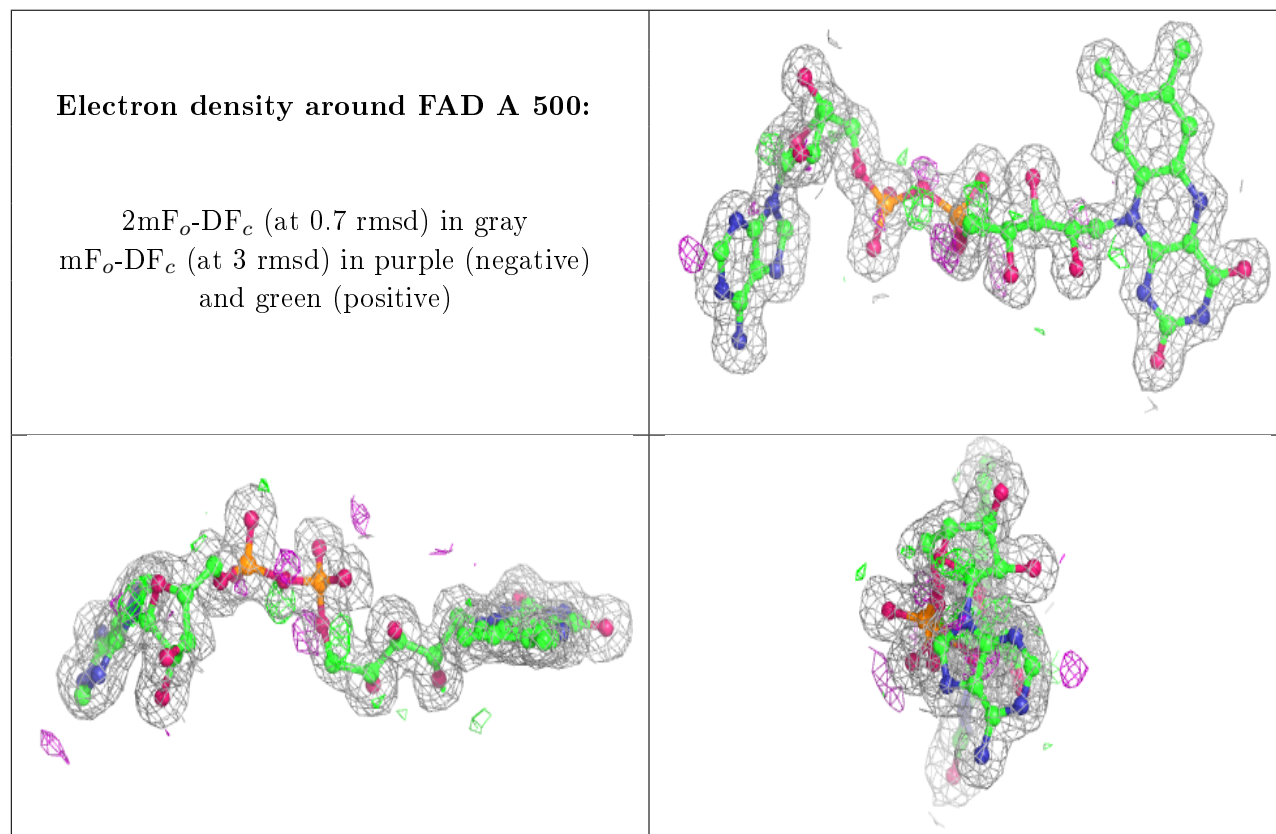 Electron density around FAD A 500:
2mFo-DFc (at 0.7 rmsd) in gray
mFo-DFc (at 3 rmsd) in purple (negative)
and green (positive)